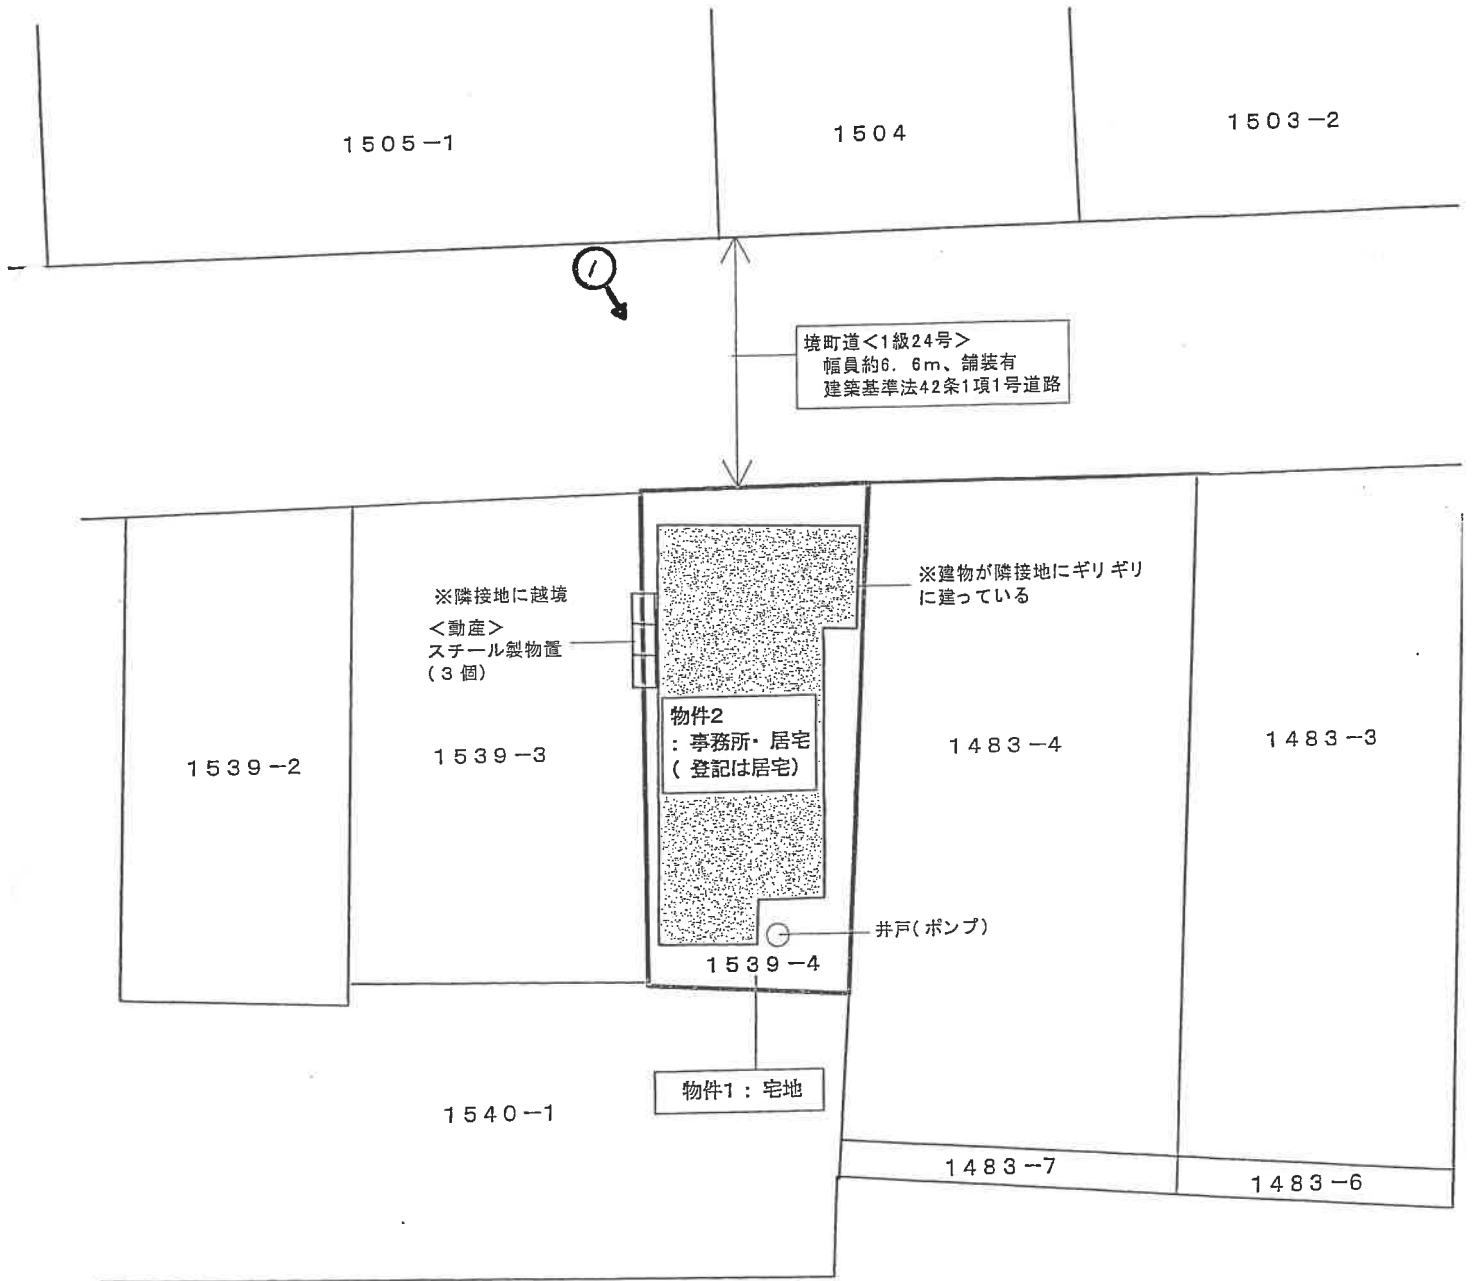 1505-1
1504
1503-2
1
境町道<1級24号>
幅員約6.6m、舗装有
建築基準法42条1項1号道路
※隣接地に越境
<動産>
スチール製物置
(3個)
※建物が隣接地にギリギリ
に建っている
物件2
:事務所・居宅
(登記は居宅)
1539-2
1539-3
1483-4
1483-3
井戸(ポンプ)
1539-4
物件1:宅地
1540-1
1483-7
1483-6